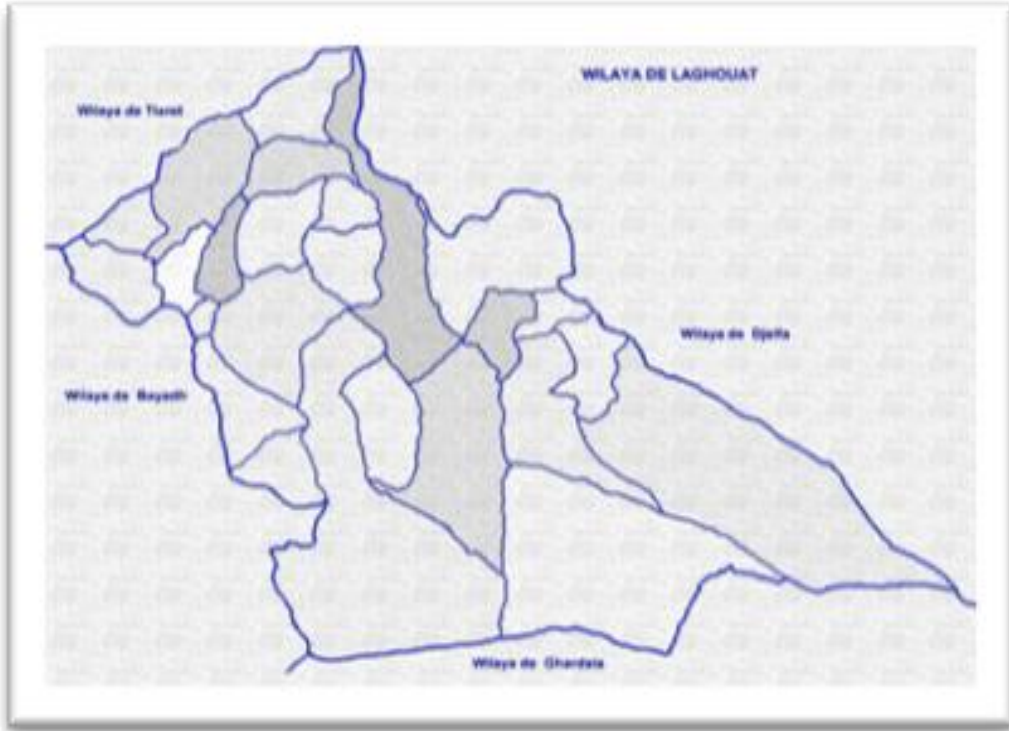 WILAYA DE LAGHOUAT
Wilaya de Tiaret
Wilaya de Djelfa
Wilaya de Bayadh
Wilaya de Ghardaia